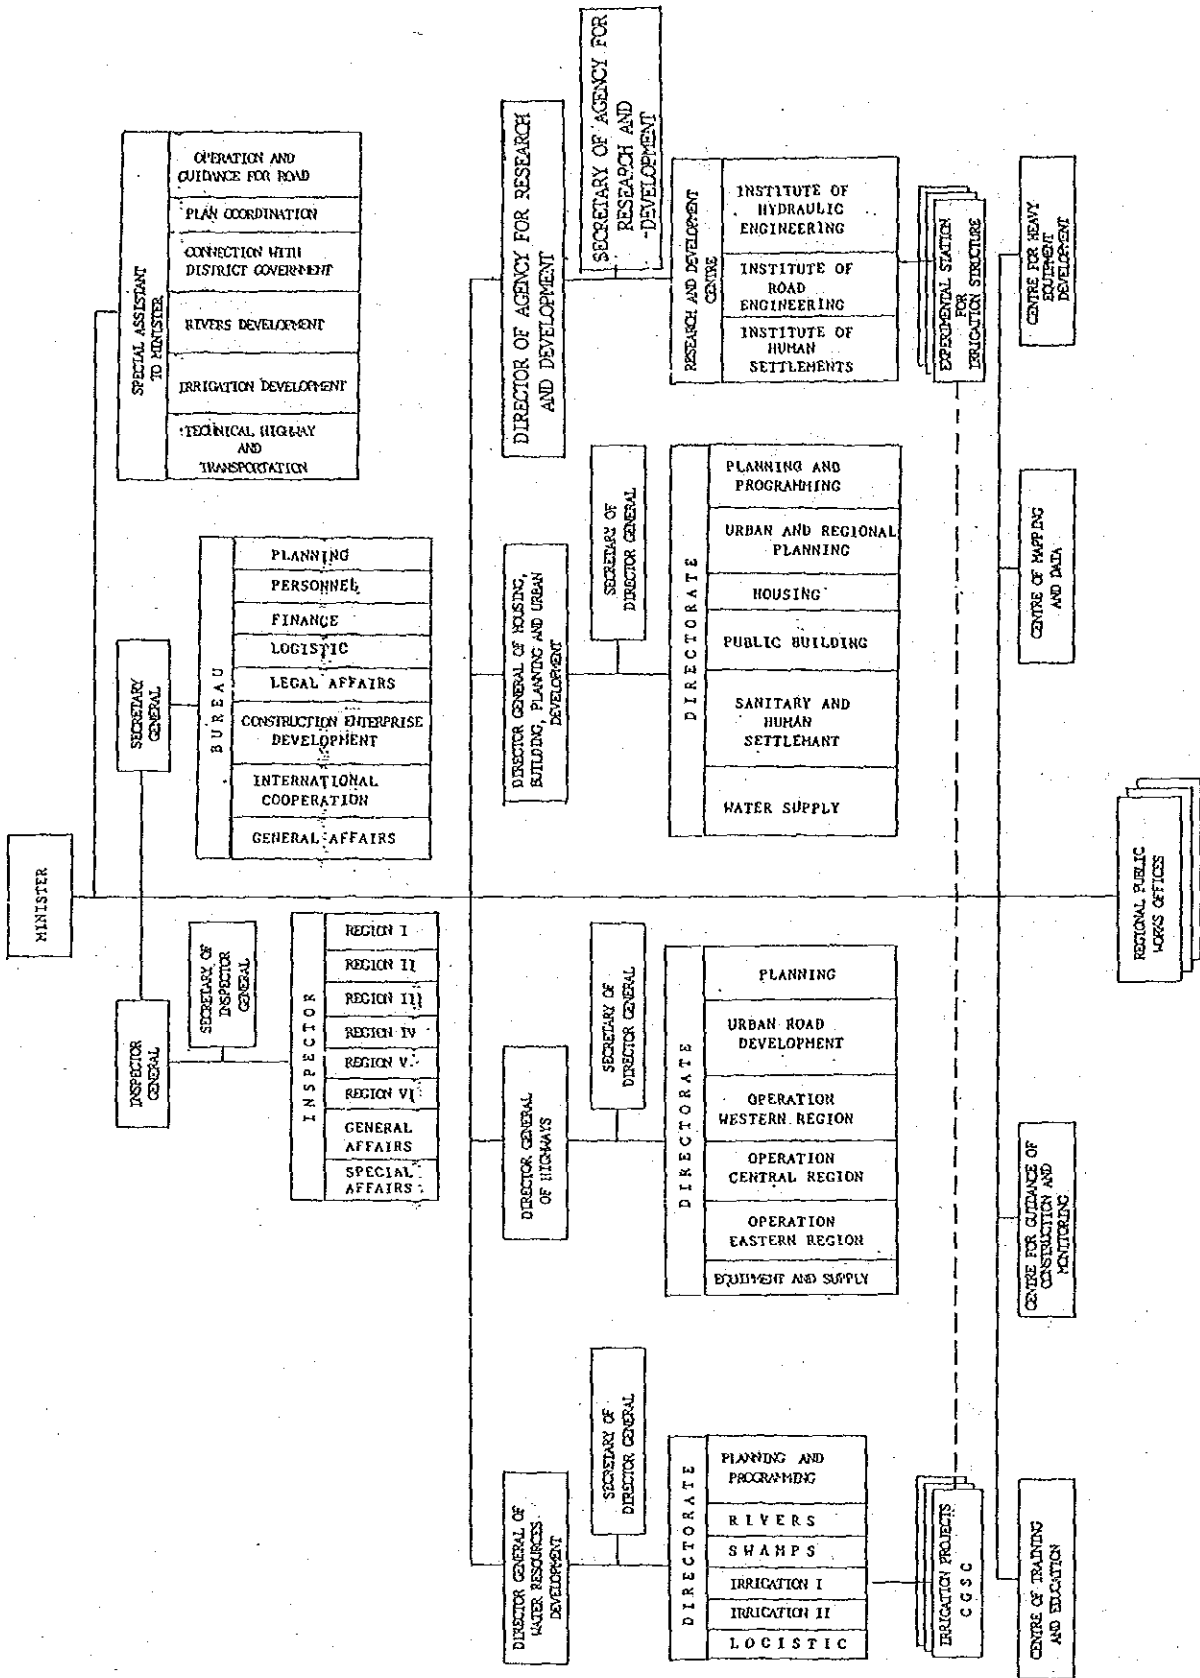 MINISTER
INSPECTOR
GENERAL
SECRETARY
GENERAL
SPECIAL ASSISTANT
TO MINISTER
TECHNICAL HIGHWAY
AND
TRANSPORTATION
IRRIGATION DEVELOPMENT
RIVERS DEVELOPMENT
CONNECTION WITH
DISTRICT GOVERNMENT
PLAN COORDINATION
OPERATION AND
GUIDANCE FOR ROAD
SECRETARY OF
INSPECTOR
GENERAL
INSPECTOR
REGION I
REGION II
REGION III
REGION IV
REGION V
REGION VI
GENERAL
AFFAIRS
SPECIAL
AFFAIRS
BUREAU
PLANNING
PERSONNEL
FINANCE
LOGISTIC
LEGAL AFFAIRS
CONSTRUCTION ENTERPRISE
DEVELOPMENT
INTERNATIONAL
COOPERATION
GENERAL AFFAIRS
DIRECTOR GENERAL OF
WATER RESOURCES
DEVELOPMENT
DIRECTOR GENERAL
OF HIGHWAYS
DIRECTOR GENERAL OF HOUSING,
BUILDING, PLANNING AND URBAN
DEVELOPMENT
DIRECTOR OF AGENCY FOR RESEARCH
AND DEVELOPMENT
SECRETARY OF
DIRECTOR GENERAL
SECRETARY OF
DIRECTOR GENERAL
SECRETARY OF
DIRECTOR GENERAL
SECRETARY OF AGENCY FOR
RESEARCH AND
-DEVELOPMENT
DIRECTORATE
PLANNING AND
PROGRAMMING
RIVERS
SWAMPS
IRRIGATION I
IRRIGATION II
LOGISTIC
DIRECTORATE
PLANNING
URBAN ROAD
DEVELOPMENT
OPERATION
WESTERN REGION
OPERATION
CENTRAL REGION
OPERATION
EASTERN REGION
EQUIPMENT AND SUPPLY
DIRECTORATE
PLANNING AND
PROGRAMMING
URBAN AND REGIONAL
PLANNING
HOUSING
PUBLIC BUILDING
SANITARY AND
HUMAN
SETTLEMANT
WATER SUPPLY
RESEARCH AND DEVELOPMENT
CENTRE
INSTITUTE OF
HYDRAULIC
ENGINEERING
INSTITUTE OF
ROAD
ENGINEERING
INSTITUTE OF
HUMAN
SETTLEMENTS
IRRIGATION PROJECTS
CGSC
EXPERIMENTAL STATION
FOR
IRRIGATION STRUCTURE
CENTRE OF TRAINING
AND EDUCATION
CENTRE FOR GUIDANCE OF
CONSTRUCTION AND
MONITORING
CENTRE OF MAPPING
AND DATA
CENTRE FOR HEAVY
EQUIPMENT
DEVELOPMENT
REGIONAL PUBLIC
WORKS OFFICES